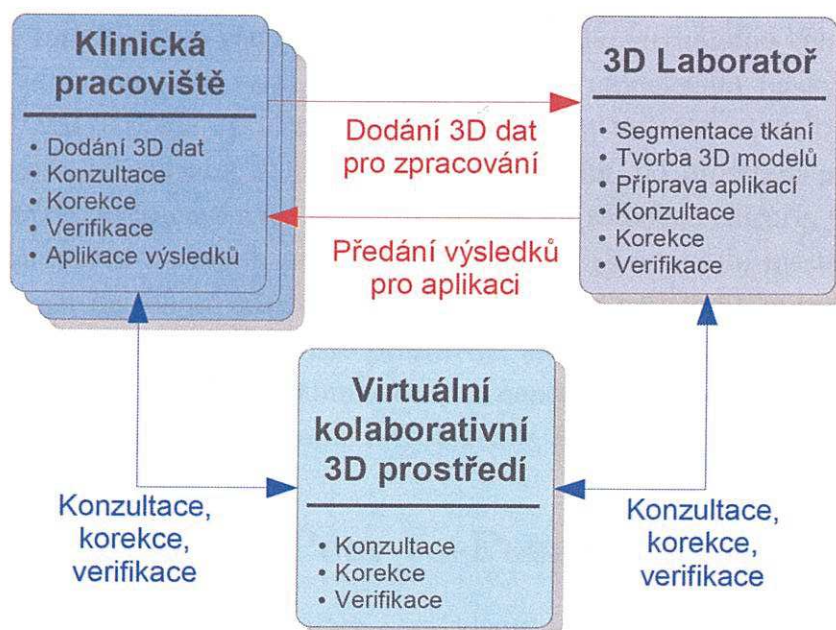 Klinická
pracoviště
• Dodání 3D dat
• Konzultace
• Korekce
• Verifikace
• Aplikace výsledků
Dodání 3D dat
pro zpracování
Předání výsledků
pro aplikaci
3D Laboratoř
• Segmentace tkání
• Tvorba 3D modelů
• Příprava aplikací
• Konzultace
• Korekce
• Verifikace
Virtuální
kolaborativní
3D prostředí
• Konzultace
• Korekce
• Verifikace
Konzultace,
korekce,
verifikace
Konzultace,
korekce,
verifikace